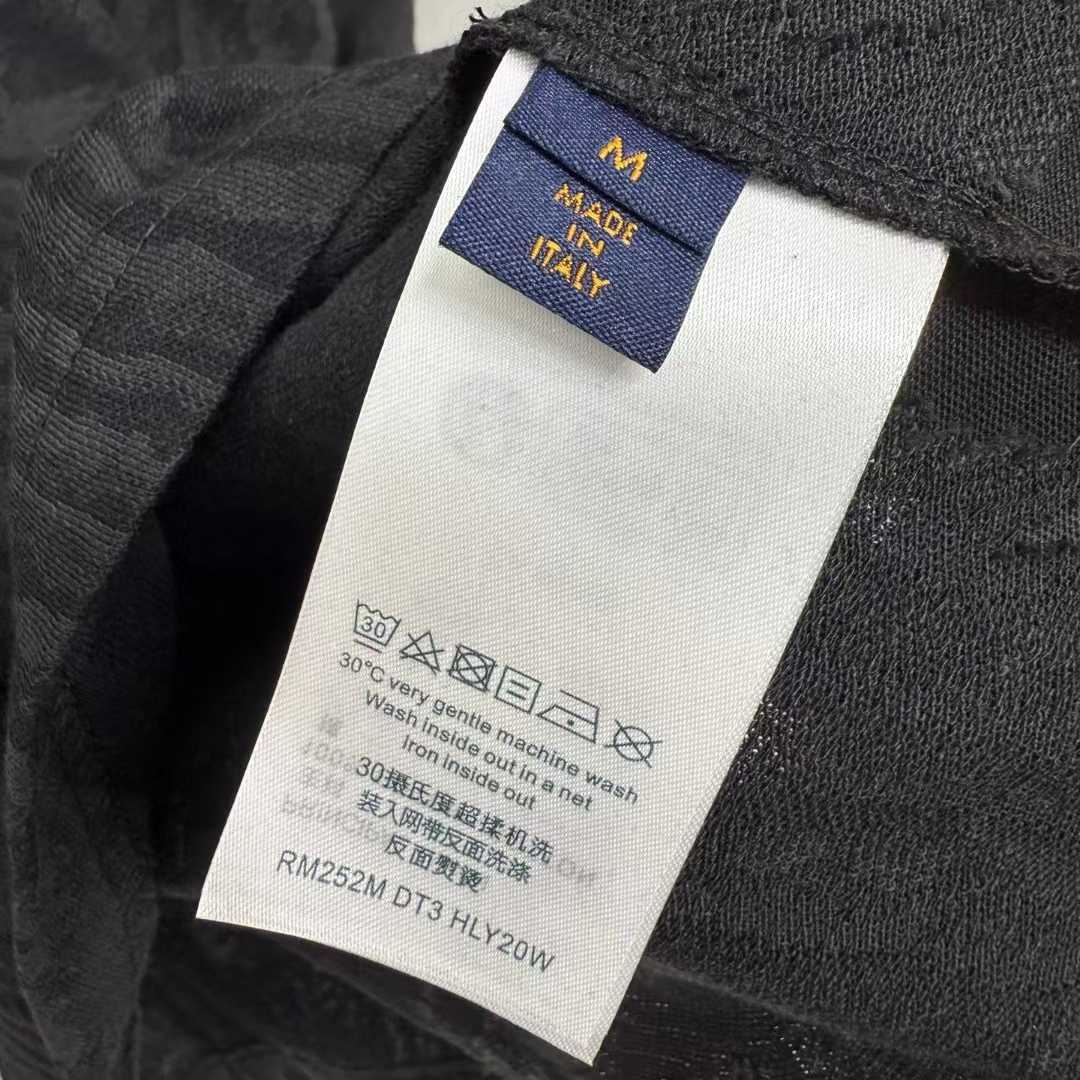 M
MADE
IN
ITALY
30
30°C very gentle machine wash
Wash inside out in a net
Iron inside out
30摄氏度超揉机洗
装入网带反面洗涤
反面熨烫
RM252M DT3 HLY20W